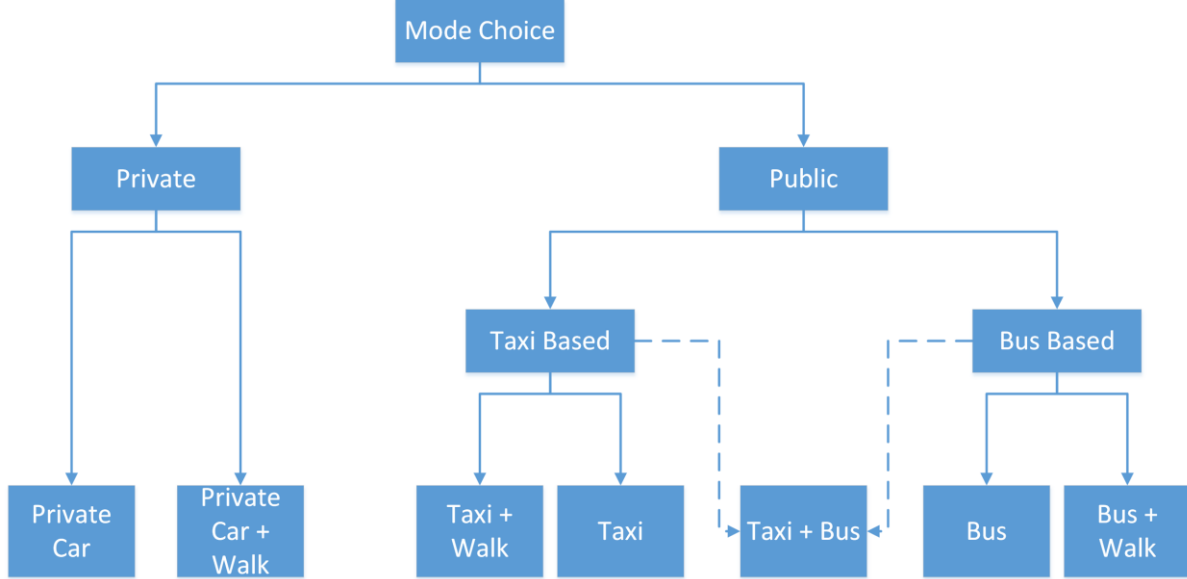 Mode Choice
Private
Public
Taxi Based
Bus Based
Private
Car
Private
Car +
Walk
Taxi +
Walk
Taxi
Taxi + Bus
Bus
Bus +
Walk